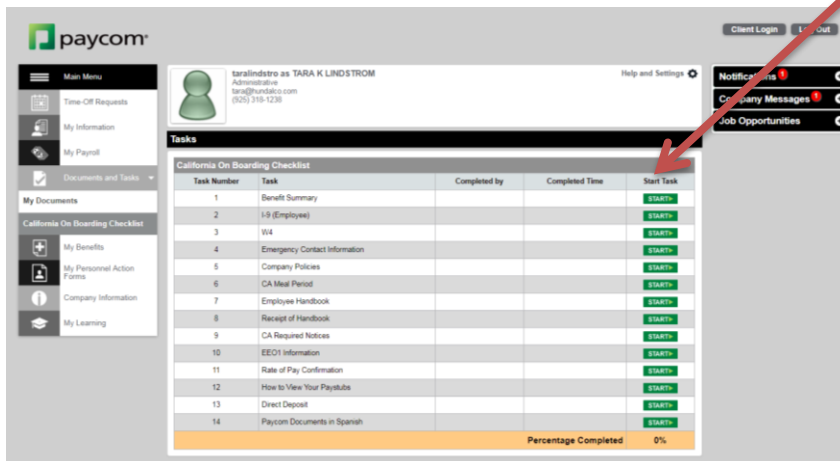 paycom
Client Login
Log Out
Main Menu
Time-Off Requests
My Information
My Payroll
Documents and Tasks
My Documents
California On Boarding Checklist
My Benefits
My Personnel Action
Forms
Company Information
My Learning
taralindstro as TARA K LINDSTROM
Administrative
tara@hundalco.com
(925) 318-1238
Help and Settings
Notifications 1
Company Messages 1
Job Opportunities
Tasks
California On Boarding Checklist
Task Number Task Completed by Completed Time Start Task
1 Benefit Summary START>
2 I-9 (Employee) START>
3 W4 START>
4 Emergency Contact Information START>
5 Company Policies START>
6 CA Meal Period START>
7 Employee Handbook START>
8 Receipt of Handbook START>
9 CA Required Notices START>
10 EEO1 Information START>
11 Rate of Pay Confirmation START>
12 How to View Your Paystubs START>
13 Direct Deposit START>
14 Paycom Documents in Spanish START>
Percentage Completed 0%